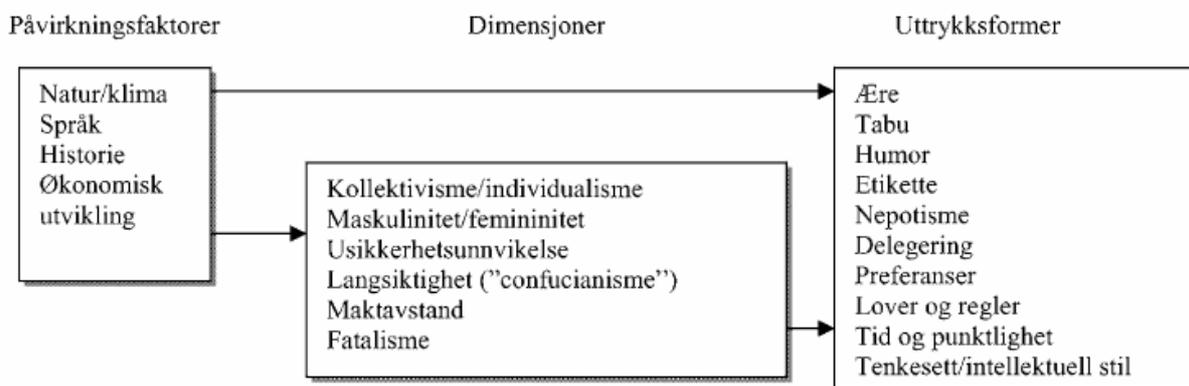 Påvirkningsfaktorer
Dimensjoner
Uttrykksformer
Natur/klima
Språk
Historie
Økonomisk
utvikling
Kollektivisme/individualisme
Maskulinitet/femininitet
Usikkerhetsunnvikelse
Langsiktighet (”confucianisme”)
Maktavstand
Fatalisme
Ære
Tabu
Humor
Etikette
Nepotisme
Delegering
Preferanser
Lover og regler
Tid og punktlighet
Tenkesett/intellektuell stil